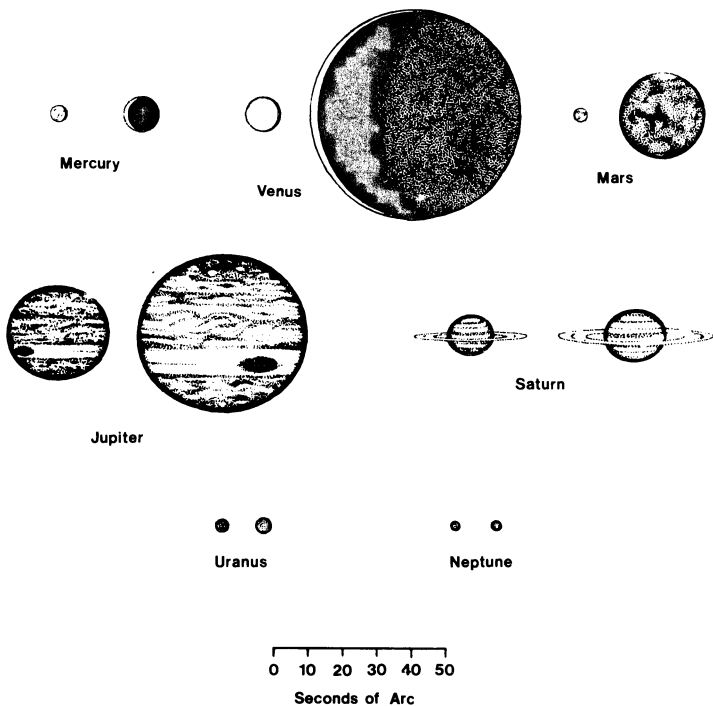 Mercury
Venus
Mars
Saturn
Jupiter
Uranus
Neptune
0 10 20 30 40 50
Seconds of Arc